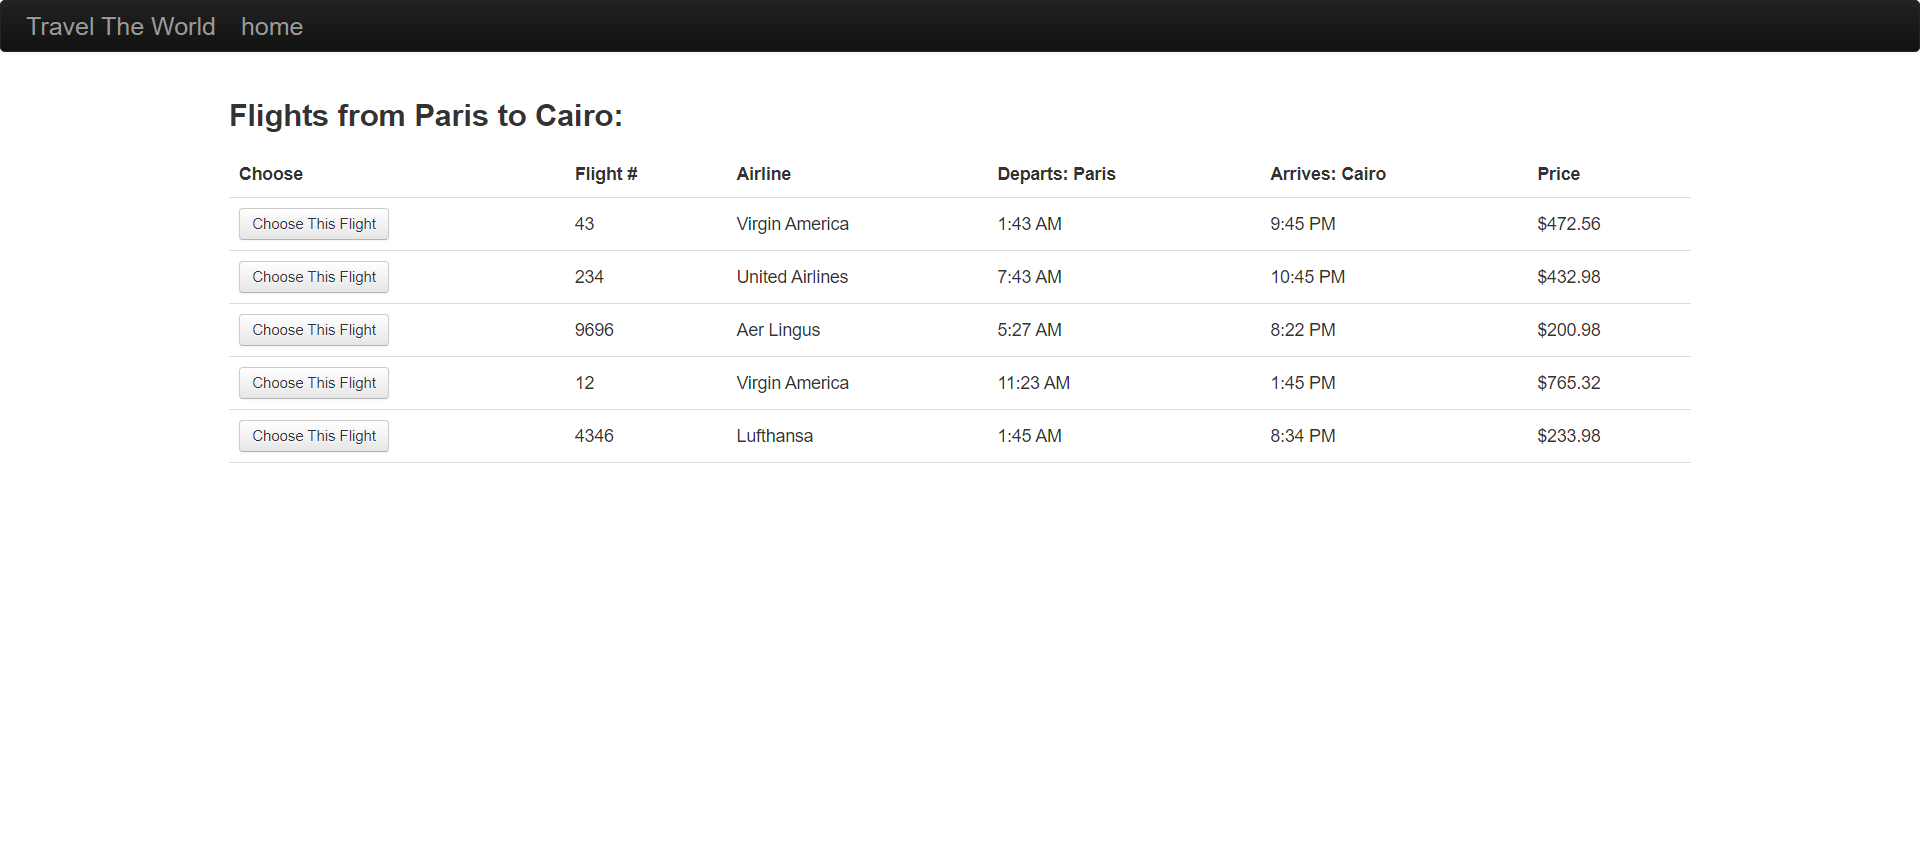 Travel The World home
Flights from Paris to Cairo:
Choose Flight # Airline Departs: Paris Arrives: Cairo Price
Choose This Flight 43 Virgin America 1:43 AM 9:45 PM $472.56
Choose This Flight 234 United Airlines 7:43 AM 10:45 PM $432.98
Choose This Flight 9696 Aer Lingus 5:27 AM 8:22 PM $200.98
Choose This Flight 12 Virgin America 11:23 AM 1:45 PM $765.32
Choose This Flight 4346 Lufthansa 1:45 AM 8:34 PM $233.98